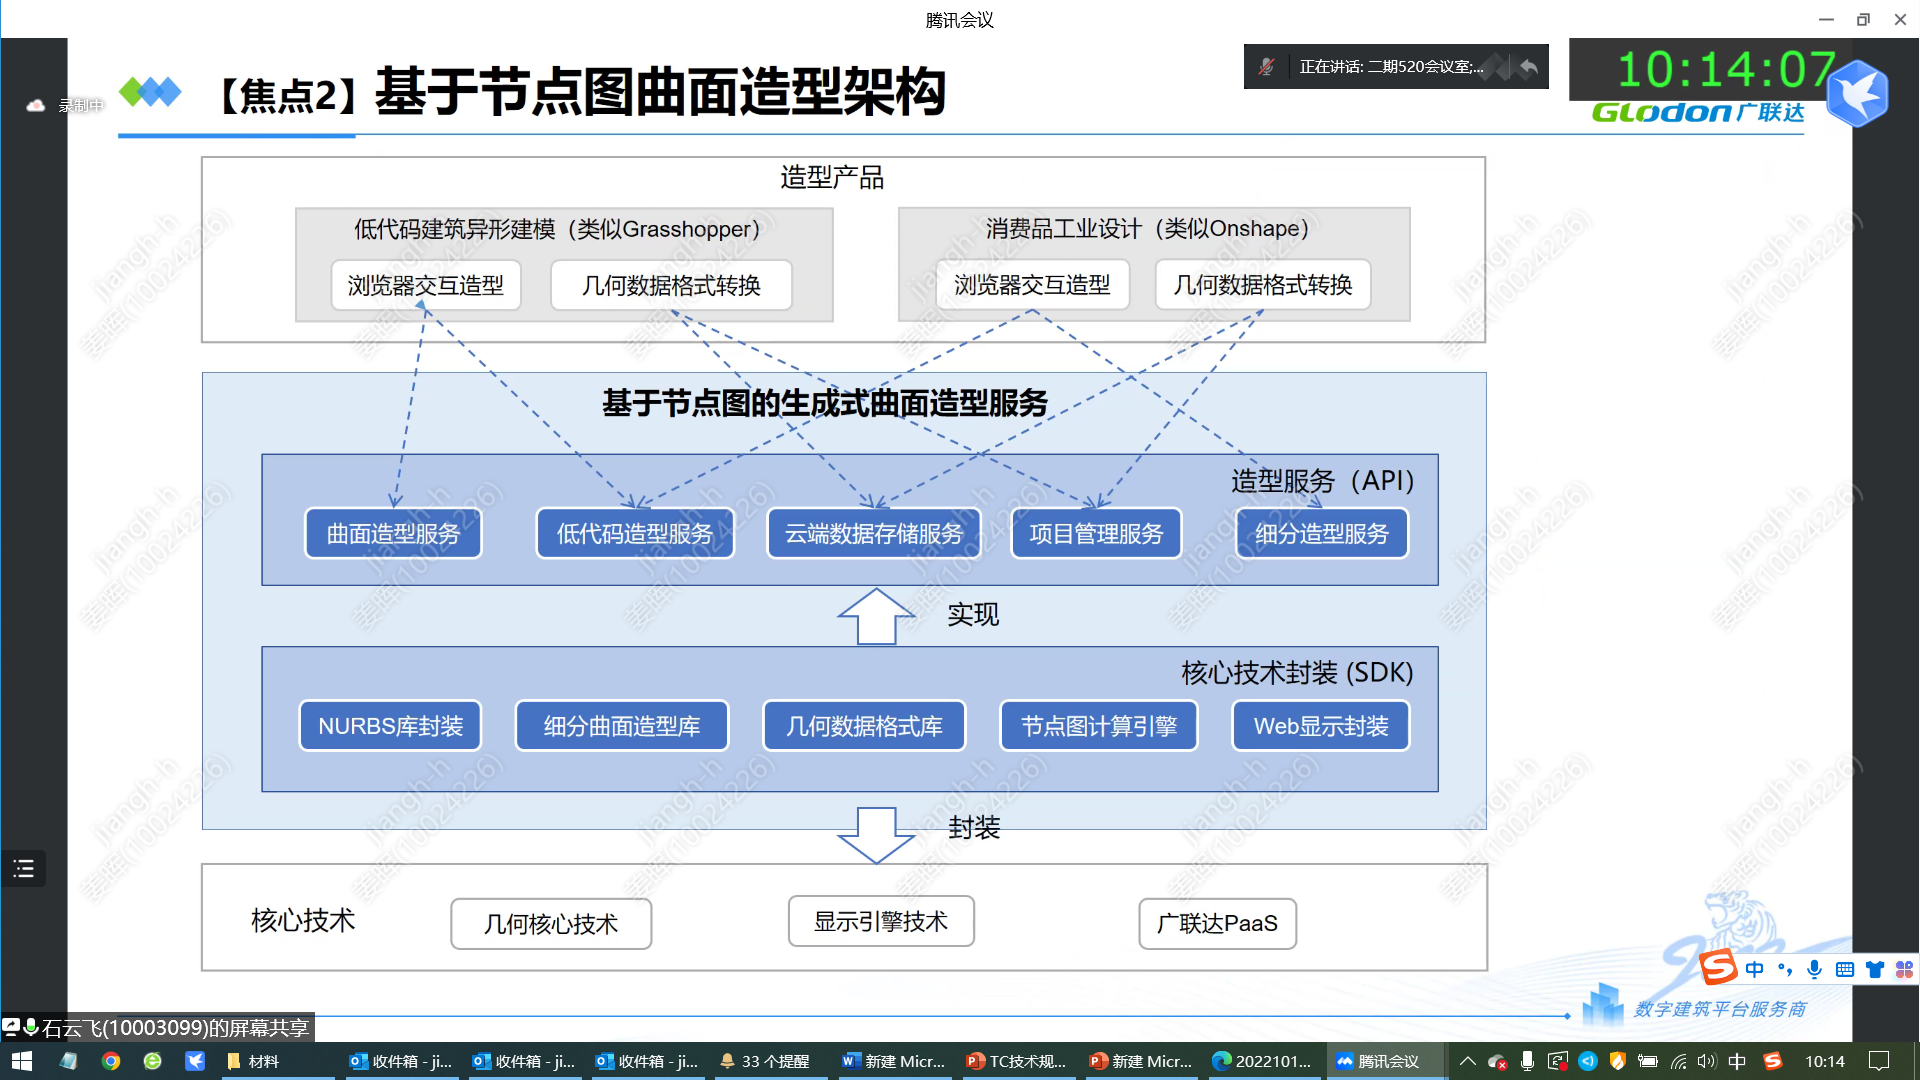 腾讯会议
录制中
【焦点2】基于节点图曲面造型架构
正在讲话: 二期520会议室;...
10:14:07
GLodon广联达
造型产品
低代码建筑异形建模（类似Grasshopper）
浏览器交互造型
几何数据格式转换
消费品工业设计（类似Onshape）
浏览器交互造型
几何数据格式转换
基于节点图的生成式曲面造型服务
造型服务（API）
曲面造型服务
低代码造型服务
云端数据存储服务
项目管理服务
细分造型服务
实现
核心技术封装 (SDK)
NURBS库封装
细分曲面造型库
几何数据格式库
节点图计算引擎
Web显示封装
封装
核心技术
几何核心技术
显示引擎技术
广联达PaaS
jiangh-h
姜晖(10024226)
数字建筑平台服务商
中
石云飞(10003099)的屏幕共享
材料
收件箱 - ji...
收件箱 - ji...
收件箱 - ji...
33 个提醒
新建 Micr...
TC技术规...
新建 Micr...
2022101...
腾讯会议
中
10:14